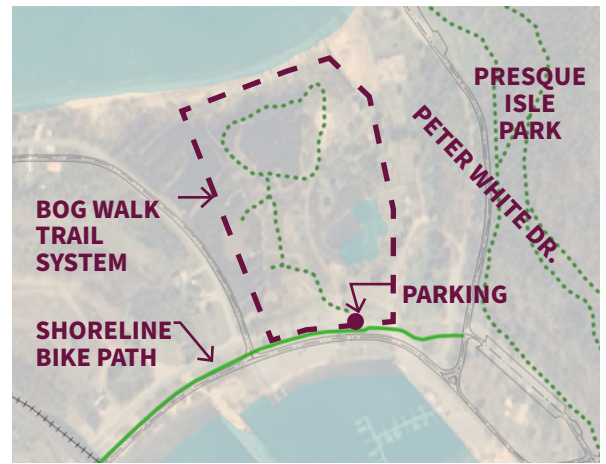 PRESQUE
ISLE
PARK
PETER WHITE DR.
BOG WALK
TRAIL
SYSTEM
PARKING
SHORELINE
BIKE PATH